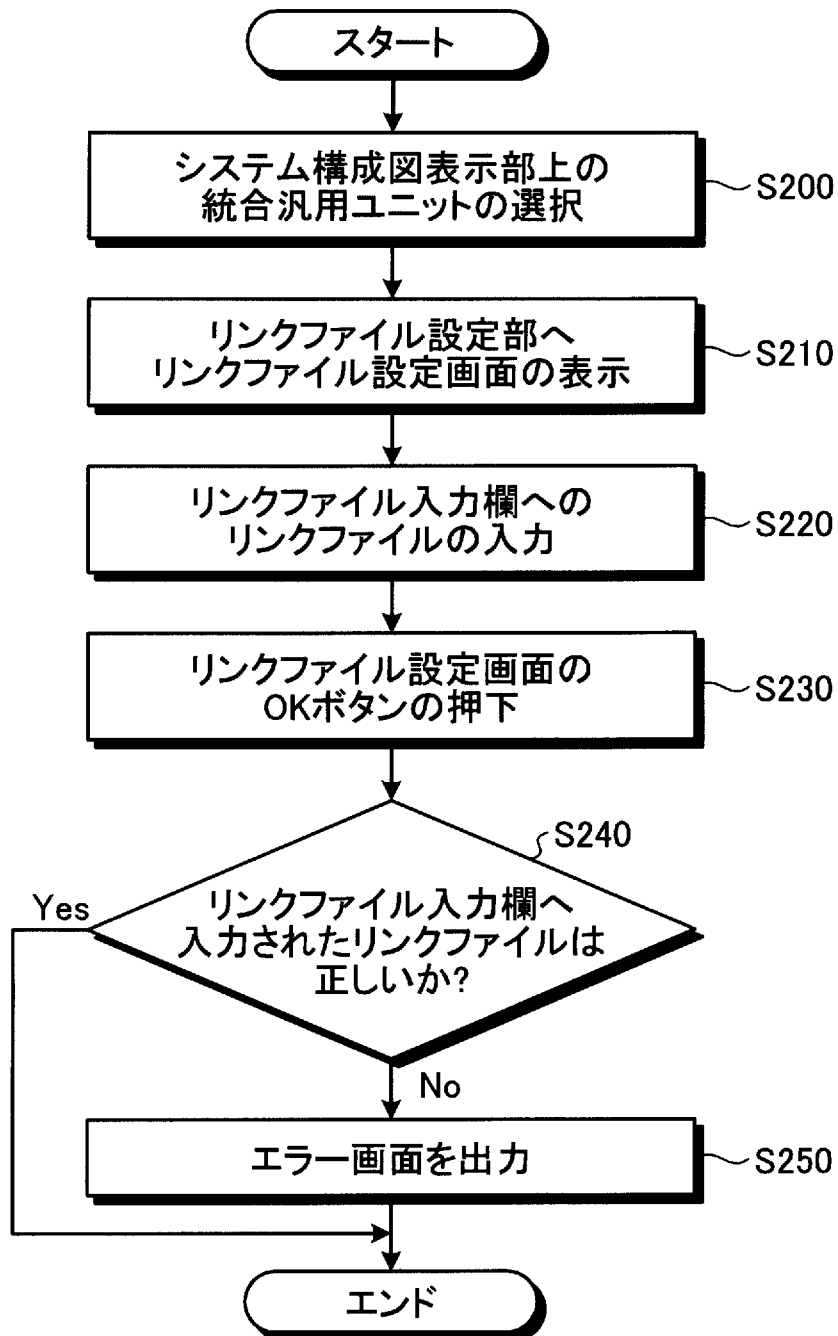 スタート
システム構成図表示部上の
統合汎用ユニットの選択
S200
リンクファイル設定部へ
リンクファイル設定画面の表示
S210
リンクファイル入力欄への
リンクファイルの入力
S220
リンクファイル設定画面の
OKボタンの押下
S230
S240
Yes
リンクファイル入力欄へ
入力されたリンクファイルは
正しいか?
No
エラー画面を出力
S250
エンド